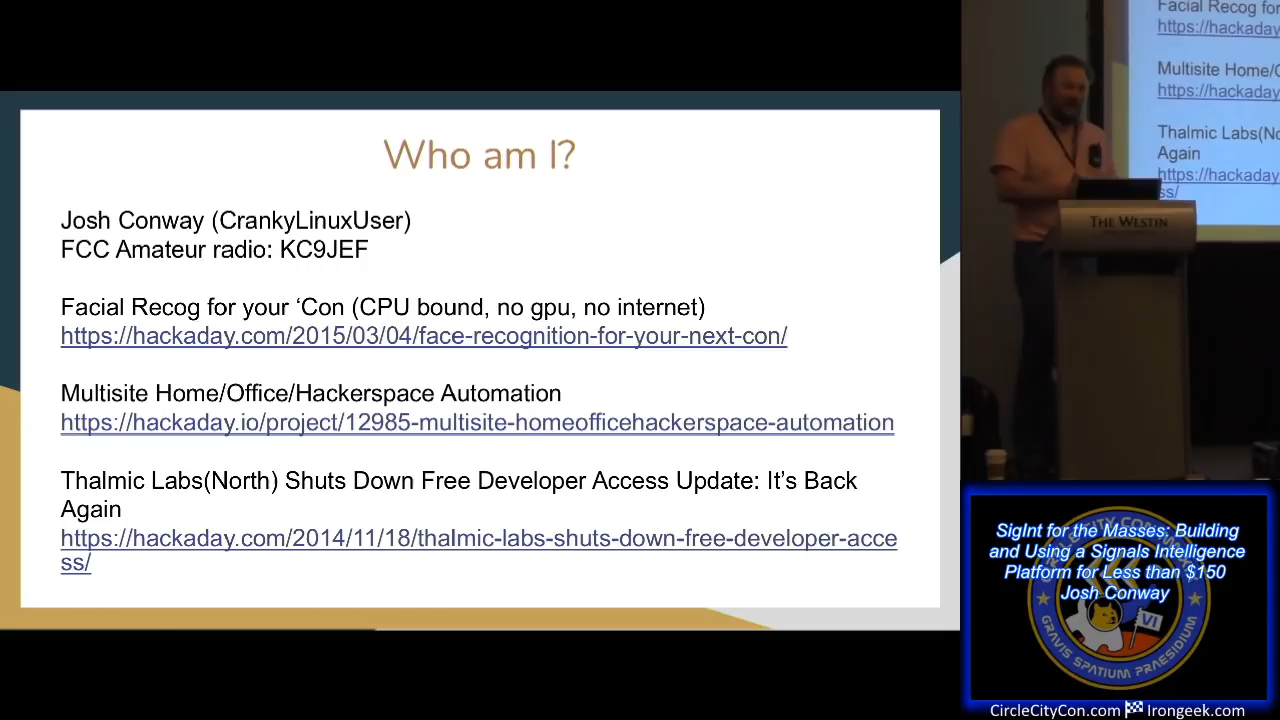 Who am I?
Josh Conway (CrankyLinuxUser)
FCC Amateur radio: KC9JEF
Facial Recog for your ‘Con (CPU bound, no gpu, no internet)
https://hackaday.com/2015/03/04/face-recognition-for-your-next-con/
Multisite Home/Office/Hackerspace Automation
https://hackaday.io/project/12985-multisite-homeofficehackerspace-automation
Thalmic Labs(North) Shuts Down Free Developer Access Update: It’s Back
Again
https://hackaday.com/2014/11/18/thalmic-labs-shuts-down-free-developer-acce
ss/
Facial Recog for
https://hackaday
Multisite Home/
https://hackaday
Thalmic Labs(No
Again
https://hackaday
ss/
THE WESTIN
SigInt for the Masses: Building
and Using a Signals Intelligence
Platform for Less than $150
Josh Conway
VI
GRAVIS SPATIUM PRAESIDIUM
CircleCityCon.com Irongeek.com